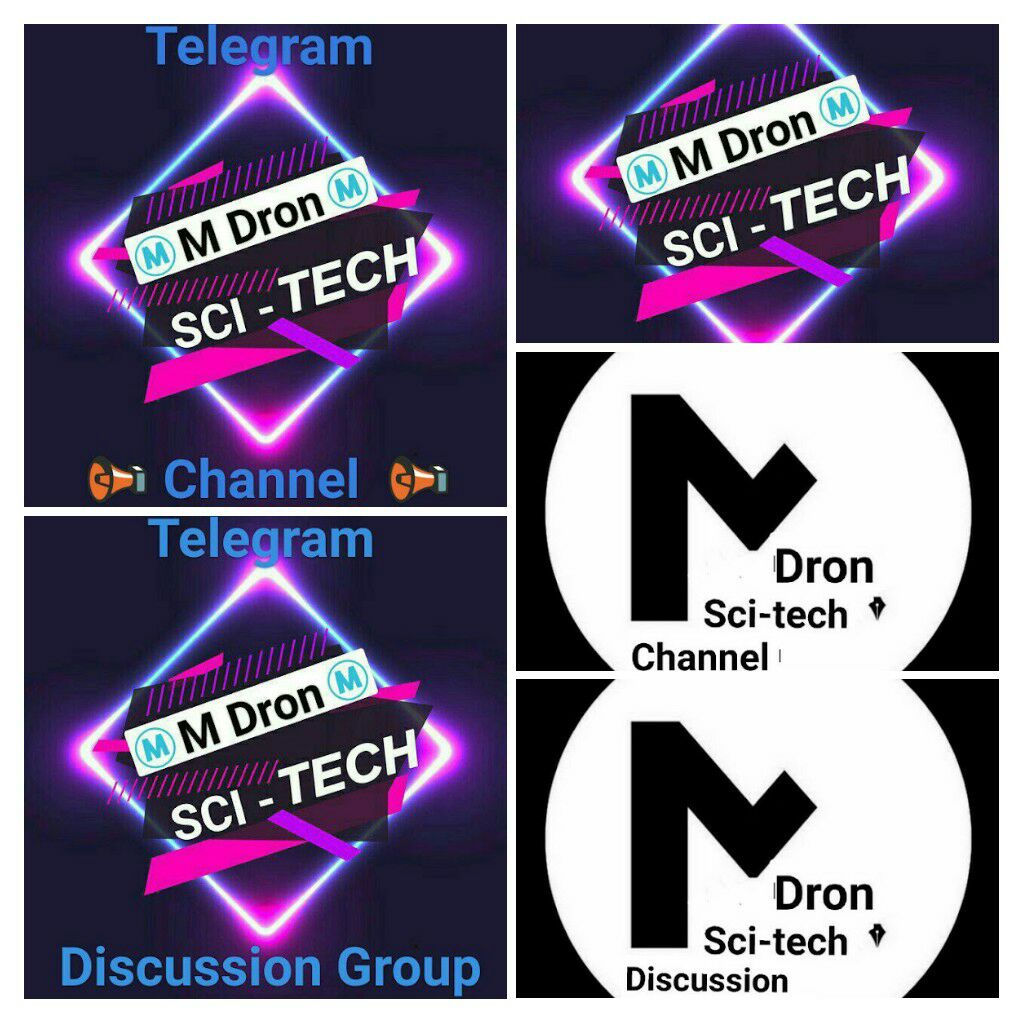 Telegram
M M Dron M
SCI - TECH
Channel
Telegram
M M Dron M
SCI - TECH
Discussion Group
M M Dron M
SCI - TECH
M Dron
Sci-tech
Channel
M Dron
Sci-tech
Discussion